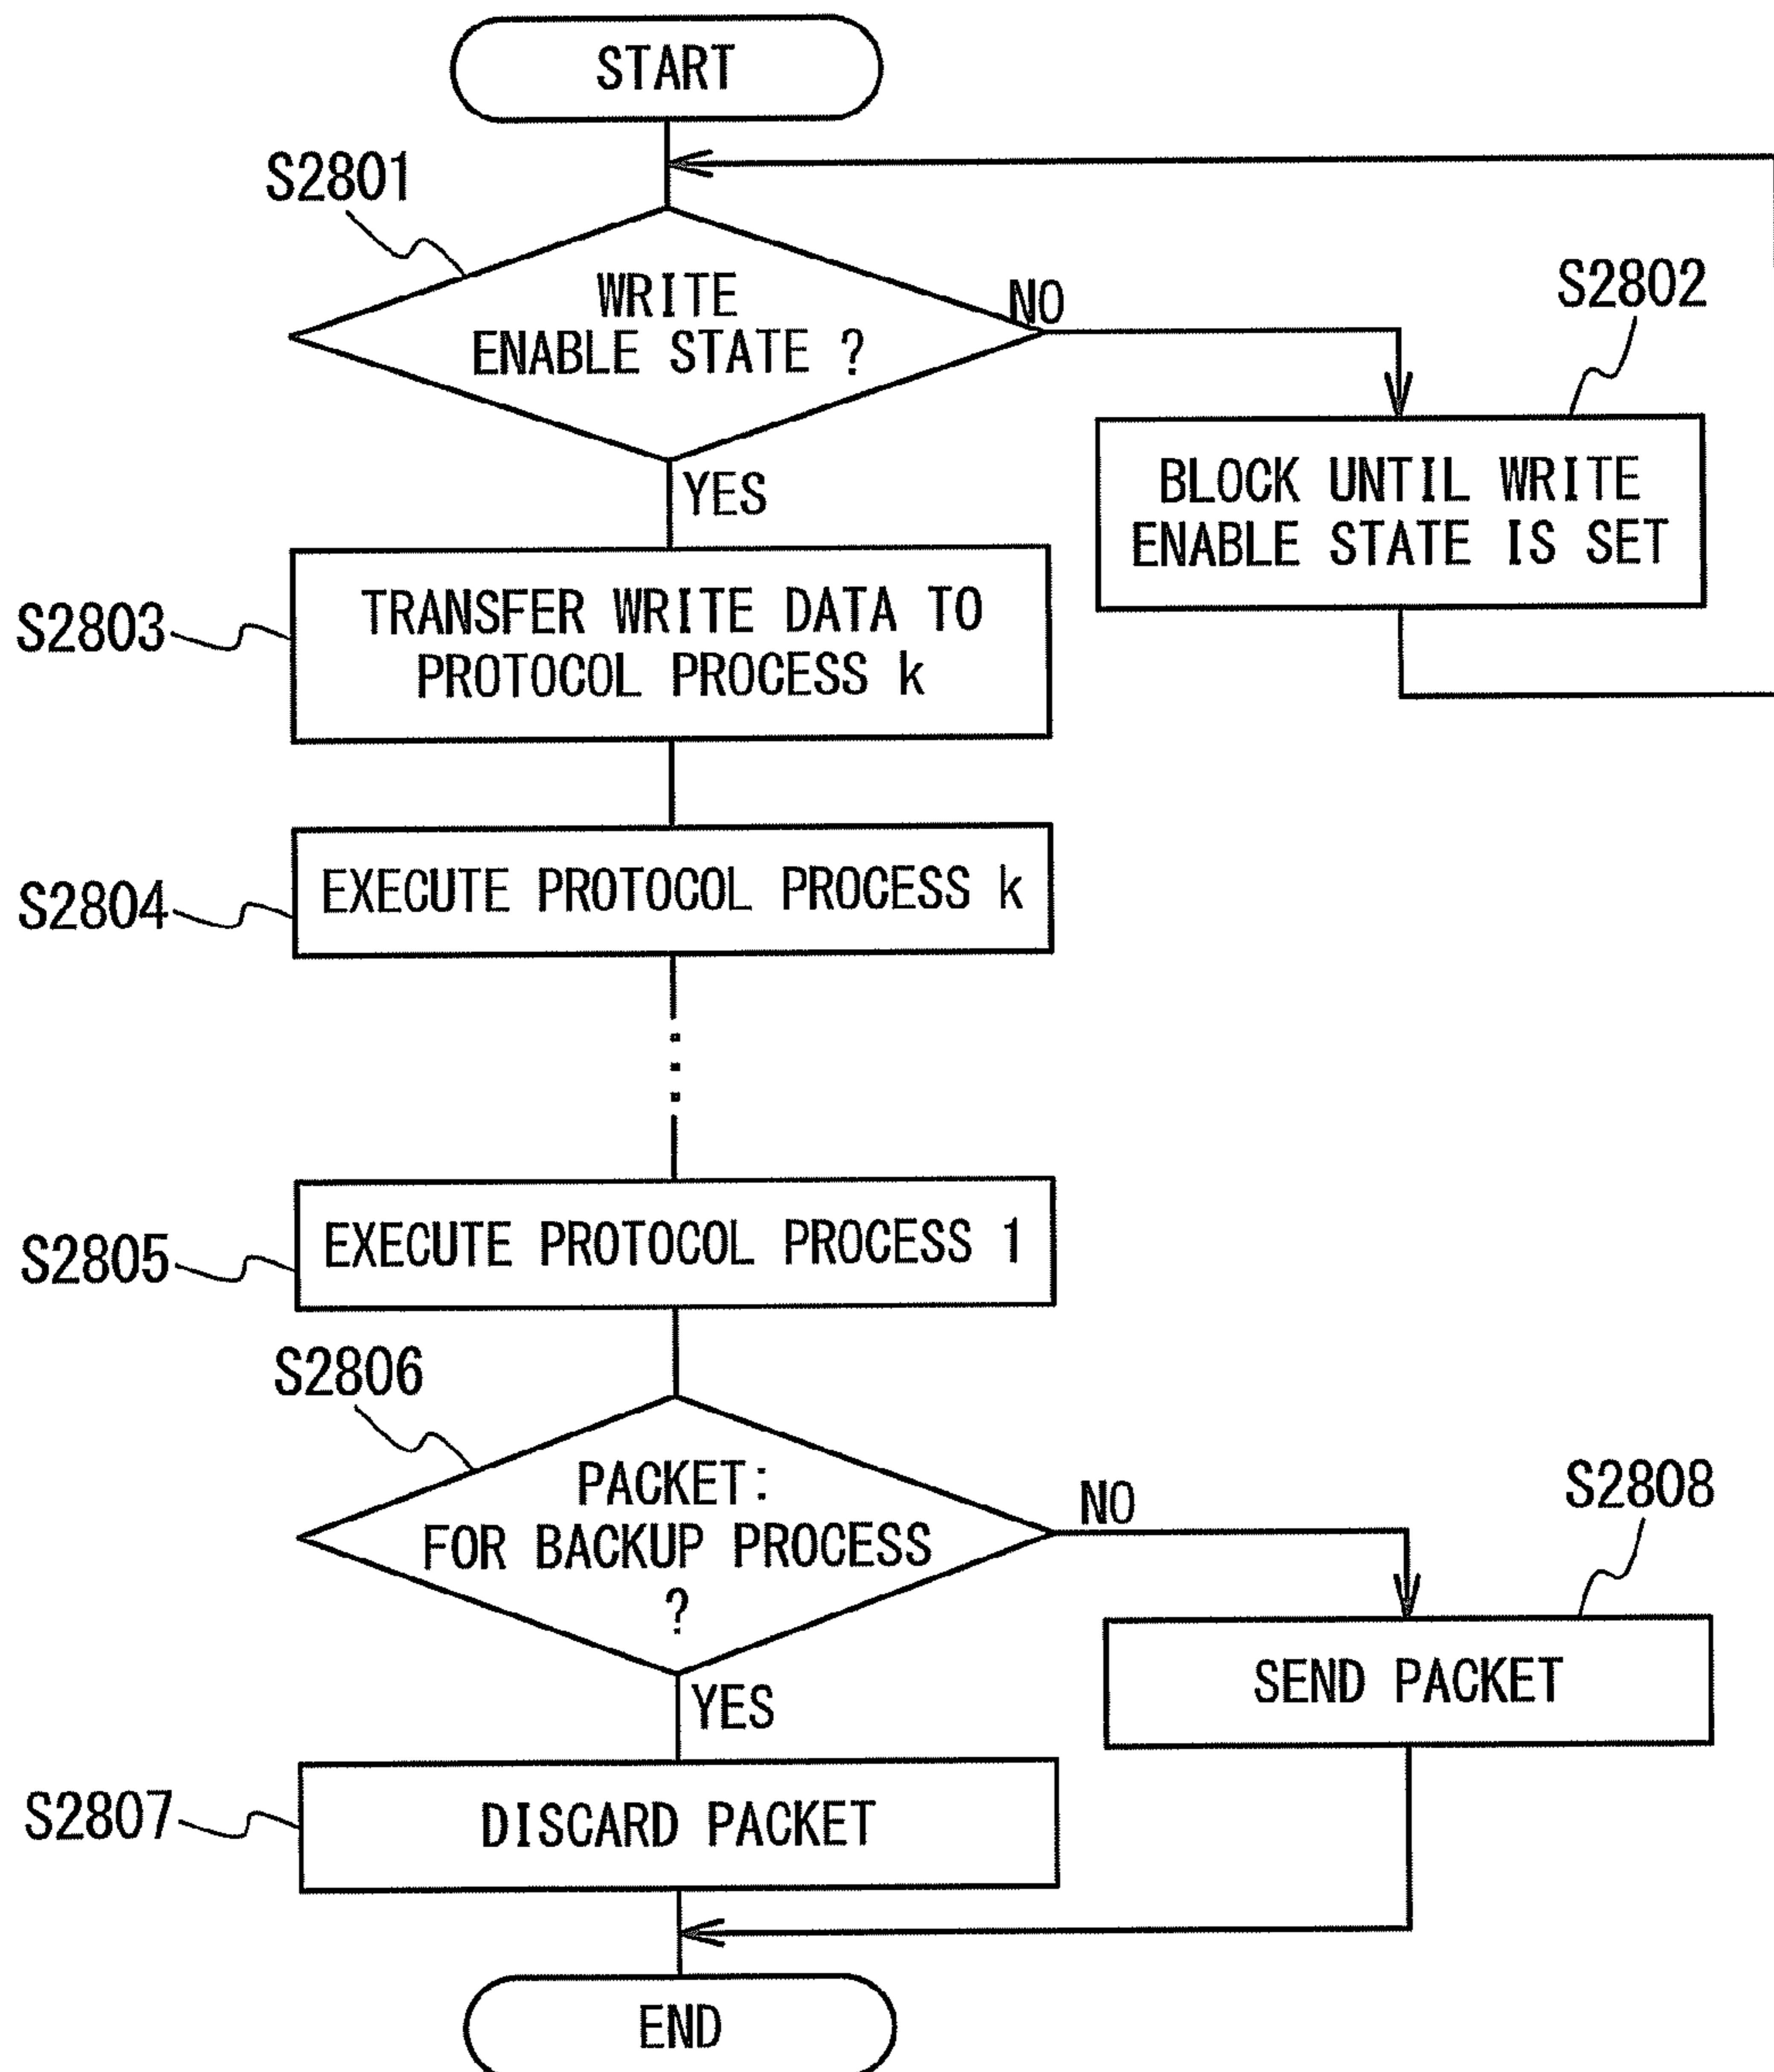 START
S2801
WRITE
ENABLE STATE ?
NO
YES
S2802
BLOCK UNTIL WRITE
ENABLE STATE IS SET
S2803
TRANSFER WRITE DATA TO
PROTOCOL PROCESS k
S2804
EXECUTE PROTOCOL PROCESS k
S2805
EXECUTE PROTOCOL PROCESS 1
S2806
PACKET:
FOR BACKUP PROCESS
?
NO
YES
S2808
SEND PACKET
S2807
DISCARD PACKET
END